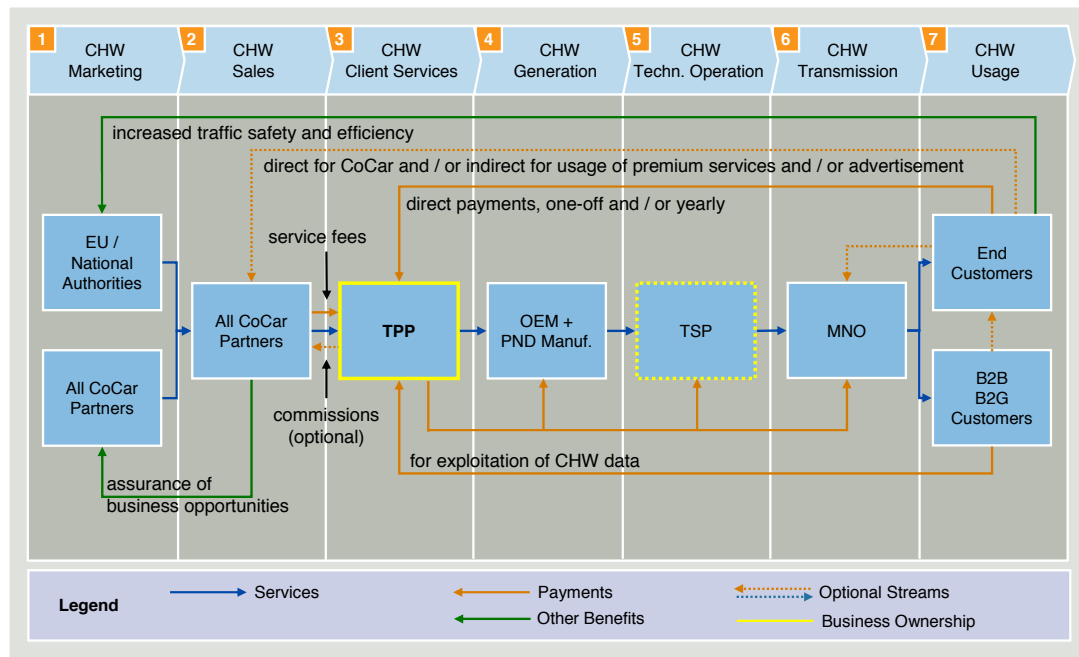 1
CHW
Marketing
2
CHW
Sales
3
CHW
Client Services
4
CHW
Generation
5
CHW
Techn. Operation
6
CHW
Transmission
7
CHW
Usage
increased traffic safety and efficiency
direct for CoCar and / or indirect for usage of premium services and / or advertisement
direct payments, one-off and / or yearly
service fees
EU /
National
Authorities
All CoCar
Partners
All CoCar
Partners
TPP
OEM +
PND Manuf.
TSP
MNO
End
Customers
B2B
B2G
Customers
commissions
(optional)
for exploitation of CHW data
assurance of
business opportunities
Legend
Services
Payments
Other Benefits
Optional Streams
Business Ownership